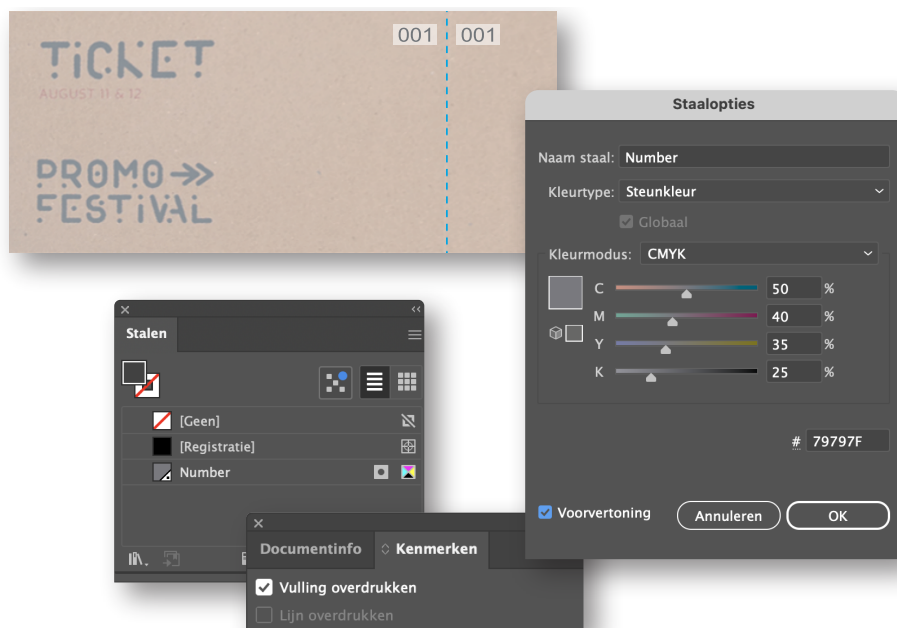 TiCKET
AUGUST 11 & 12
001
001
PROMO
FESTiVAL
Staalopties
Naam staal: Number
Kleurtype: Steunkleur
Globaal
Kleurmodus: CMYK
C 50 %
M 40 %
Y 35 %
K 25 %
# 79797F
Voorvertoning
Annuleren
OK
Stalen
[Geen]
[Registratie]
Number
Documentinfo
Kenmerken
Vulling overdrukken
Lijn overdrukken